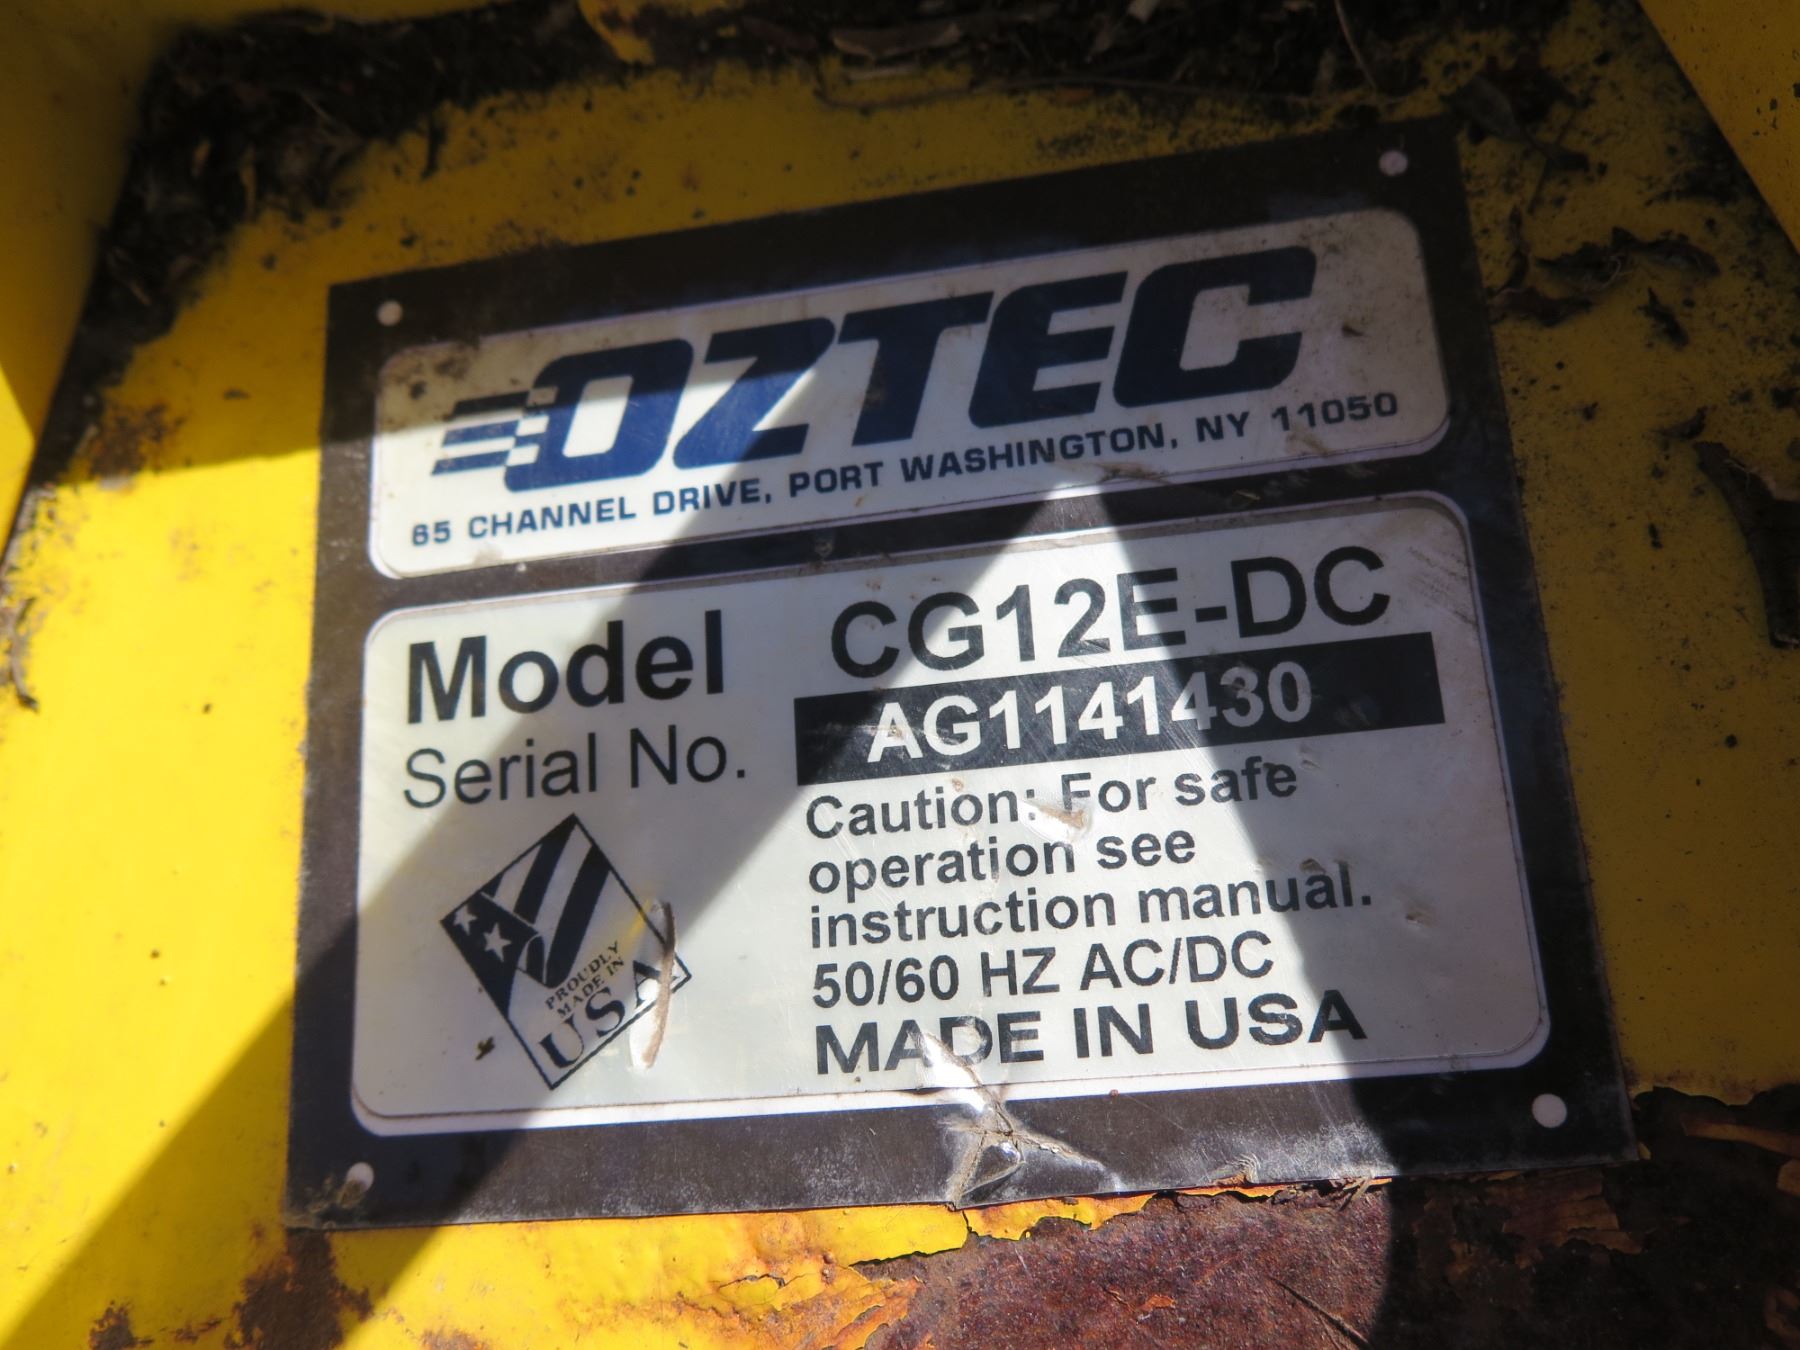 OZTEC
65 CHANNEL DRIVE, PORT WASHINGTON, NY 11050
Model CG12E-DC
Serial No. AG1141430
Caution: For safe
operation see
instruction manual.
50/60 HZ AC/DC
MADE IN USA
PROUDLY
MADE IN
USA